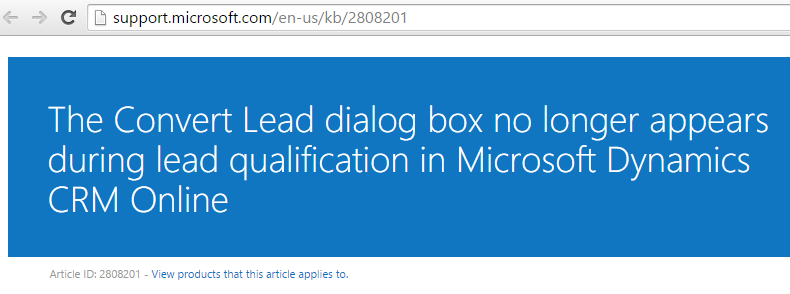 support.microsoft.com/en-us/kb/2808201
The Convert Lead dialog box no longer appears
during lead qualification in Microsoft Dynamics
CRM Online
Article ID: 2808201 - View products that this article applies to.